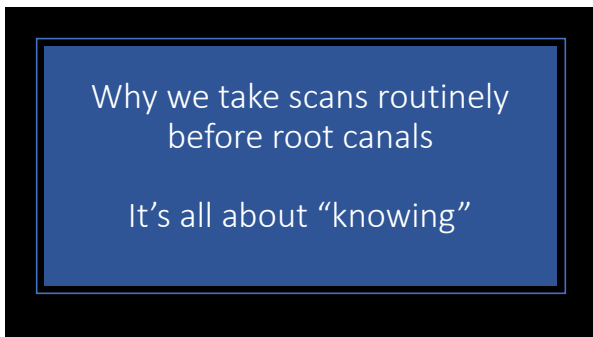 Why we take scans routinely
before root canals
It’s all about “knowing”